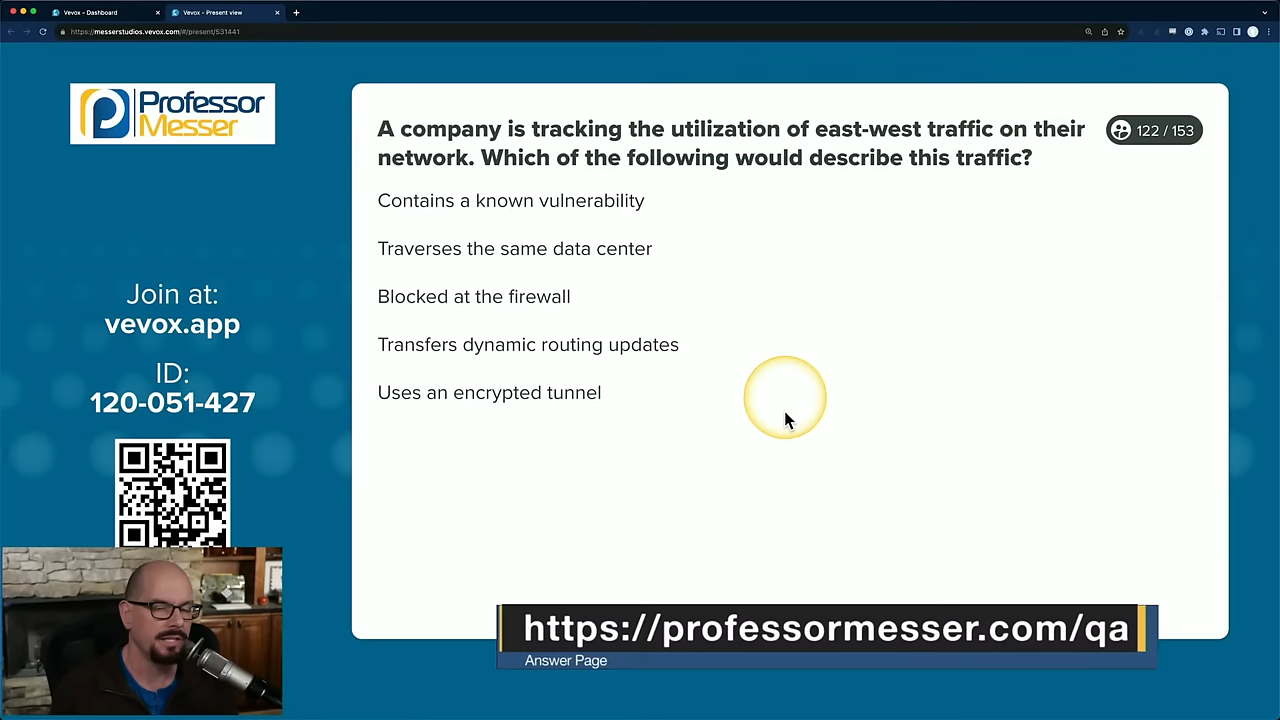 Vevox - Dashboard
Vevox - Present view
https://messerstudios.vevox.com/#/present/531441
Professor
Messer
A company is tracking the utilization of east-west traffic on their
network. Which of the following would describe this traffic?
122 / 153
Contains a known vulnerability
Traverses the same data center
Blocked at the firewall
Transfers dynamic routing updates
Uses an encrypted tunnel
Join at:
vevox.app
ID:
120-051-427
https://professormesser.com/qa
Answer Page